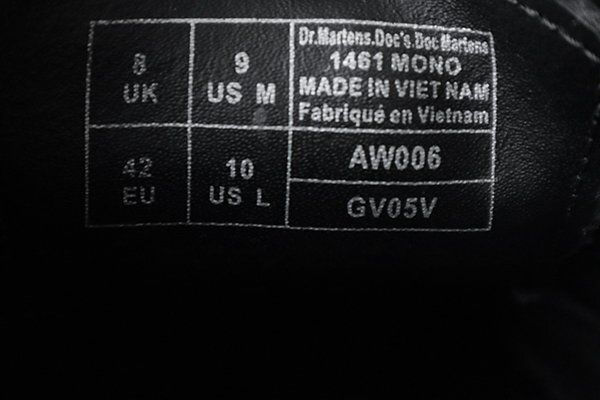 8
UK
9
US M
Dr.Martens.Doc's.Doc Martens
1461 MONO
MADE IN VIET NAM
Fabriqué en Vietnam
42
EU
10
US L
AW006
GV05V